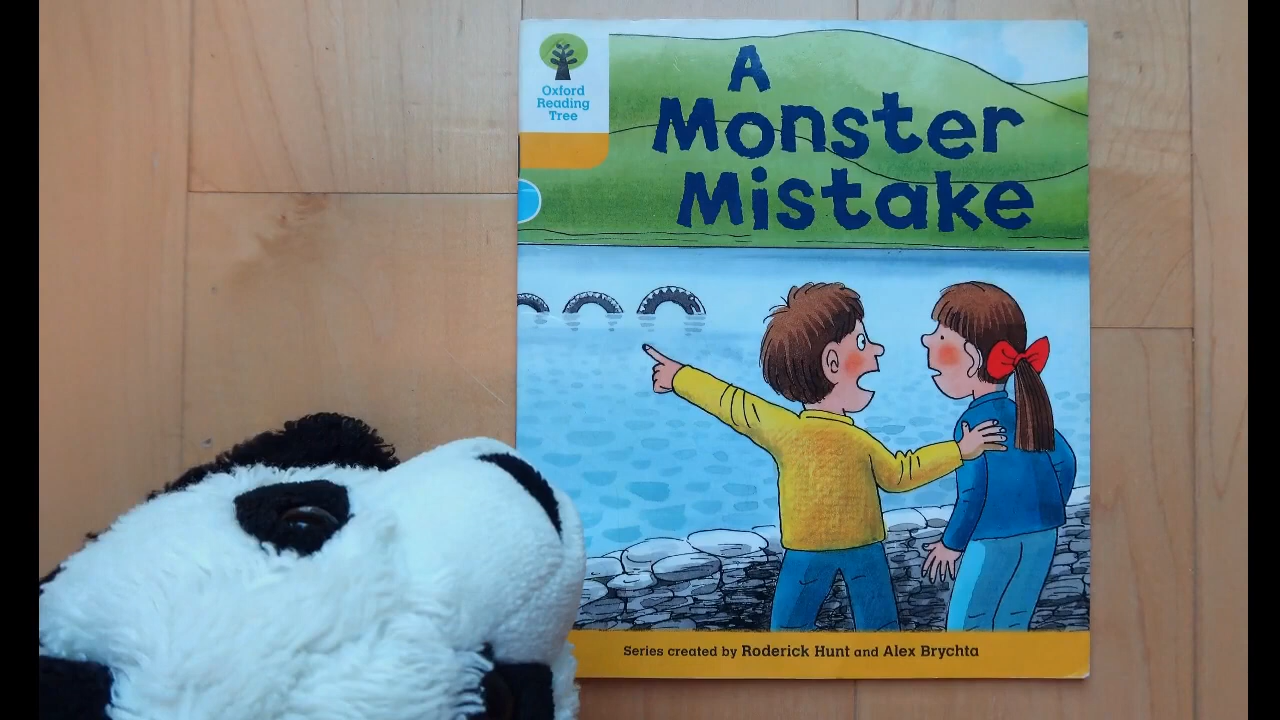 Oxford
Reading
Tree
A
Monster
Mistake
Series created by Roderick Hunt and Alex Brychta